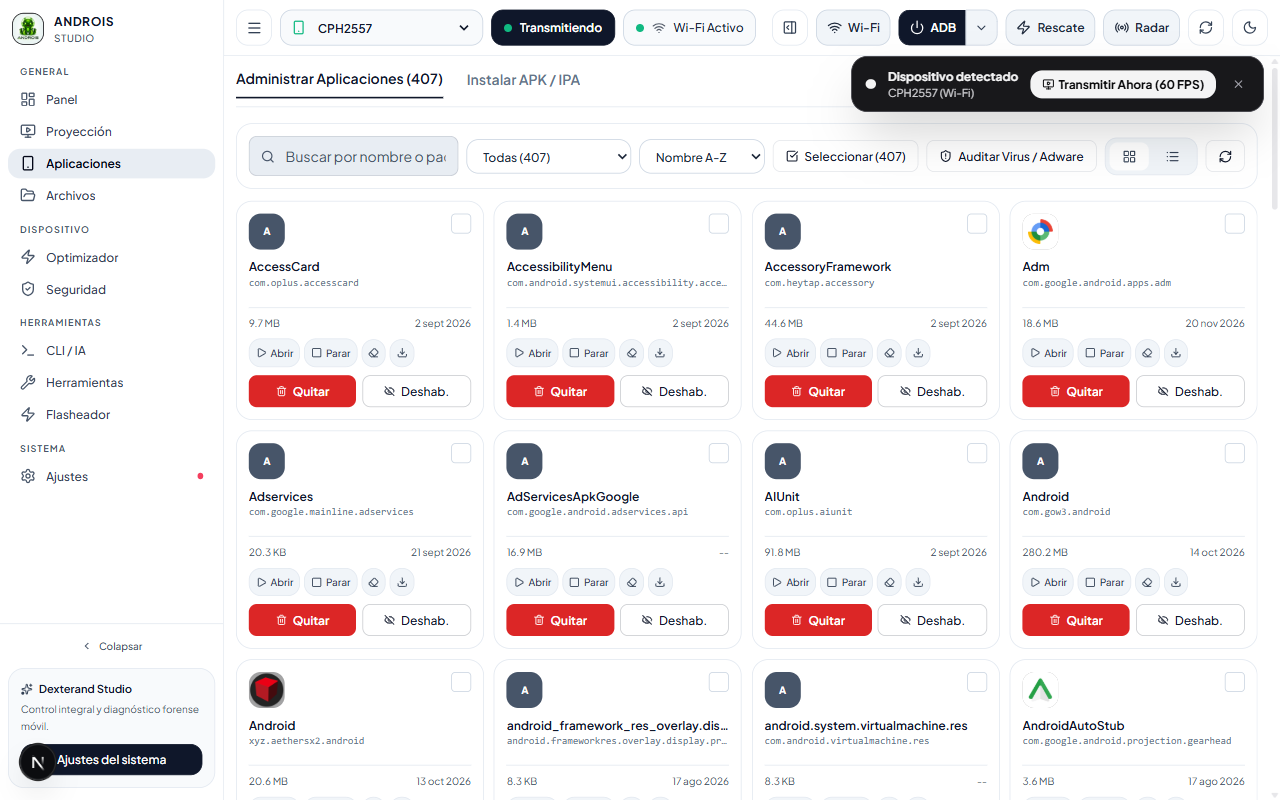 ANDROIS
STUDIO
GENERAL
Panel
Proyección
Aplicaciones
Archivos
DISPOSITIVO
Optimizador
Seguridad
HERRAMIENTAS
CLI / IA
Herramientas
Flasheador
SISTEMA
Ajustes
Colapsar
Dexterand Studio
Control integral y diagnóstico forense
móvil.
N
Ajustes del sistema
CPH2557
Transmitiendo
Wi-Fi Activo
Wi-Fi
ADB
Rescate
Radar
Administrar Aplicaciones (407)
Instalar APK / IPA
Dispositivo detectado
CPH2557 (Wi-Fi)
Transmitir Ahora (60 FPS)
Buscar por nombre o pac
Todas (407)
Nombre A-Z
Seleccionar (407)
Auditar Virus / Adware
A
AccessCard
com.oplus.accesscard
9.7 MB 2 sept 2026
Abrir Parar
Quitar Deshab.
A
AccessibilityMenu
com.android.systemui.accessibility.acce…
1.4 MB 2 sept 2026
Abrir Parar
Quitar Deshab.
A
AccessoryFramework
com.heytap.accessory
44.6 MB 2 sept 2026
Abrir Parar
Quitar Deshab.
Adm
com.google.android.apps.adm
18.6 MB 20 nov 2026
Abrir Parar
Quitar Deshab.
A
Adservices
com.google.mainline.adservices
20.3 KB 21 sept 2026
Abrir Parar
Quitar Deshab.
A
AdServicesApkGoogle
com.google.android.adservices.api
16.9 MB --
Abrir Parar
Quitar Deshab.
A
AIUnit
com.oplus.aiunit
91.8 MB 2 sept 2026
Abrir Parar
Quitar Deshab.
A
Android
com.gow3.android
280.2 MB 14 oct 2026
Abrir Parar
Quitar Deshab.
Android
xyz.aethersx2.android
20.6 MB 13 oct 2026
A
android_framework_res_overlay.dis…
android.frameworkres.overlay.display.pr…
8.3 KB 17 ago 2026
A
android.system.virtualmachine.res
com.android.virtualmachine.res
8.3 KB --
AndroidAutoStub
com.google.android.projection.gearhead
3.6 MB 17 ago 2026